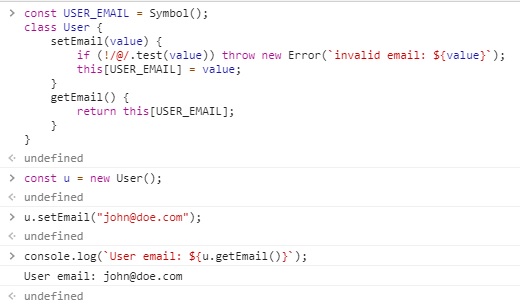 > const USER_EMAIL = Symbol();
class User {
    setEmail(value) {
        if (!/@/.test(value)) throw new Error(`invalid email: ${value}`);
        this[USER_EMAIL] = value;
    }
    getEmail() {
        return this[USER_EMAIL];
    }
}
undefined
> const u = new User();
undefined
> u.setEmail("john@doe.com");
undefined
> console.log(`User email: ${u.getEmail()}`);
User email: john@doe.com
undefined